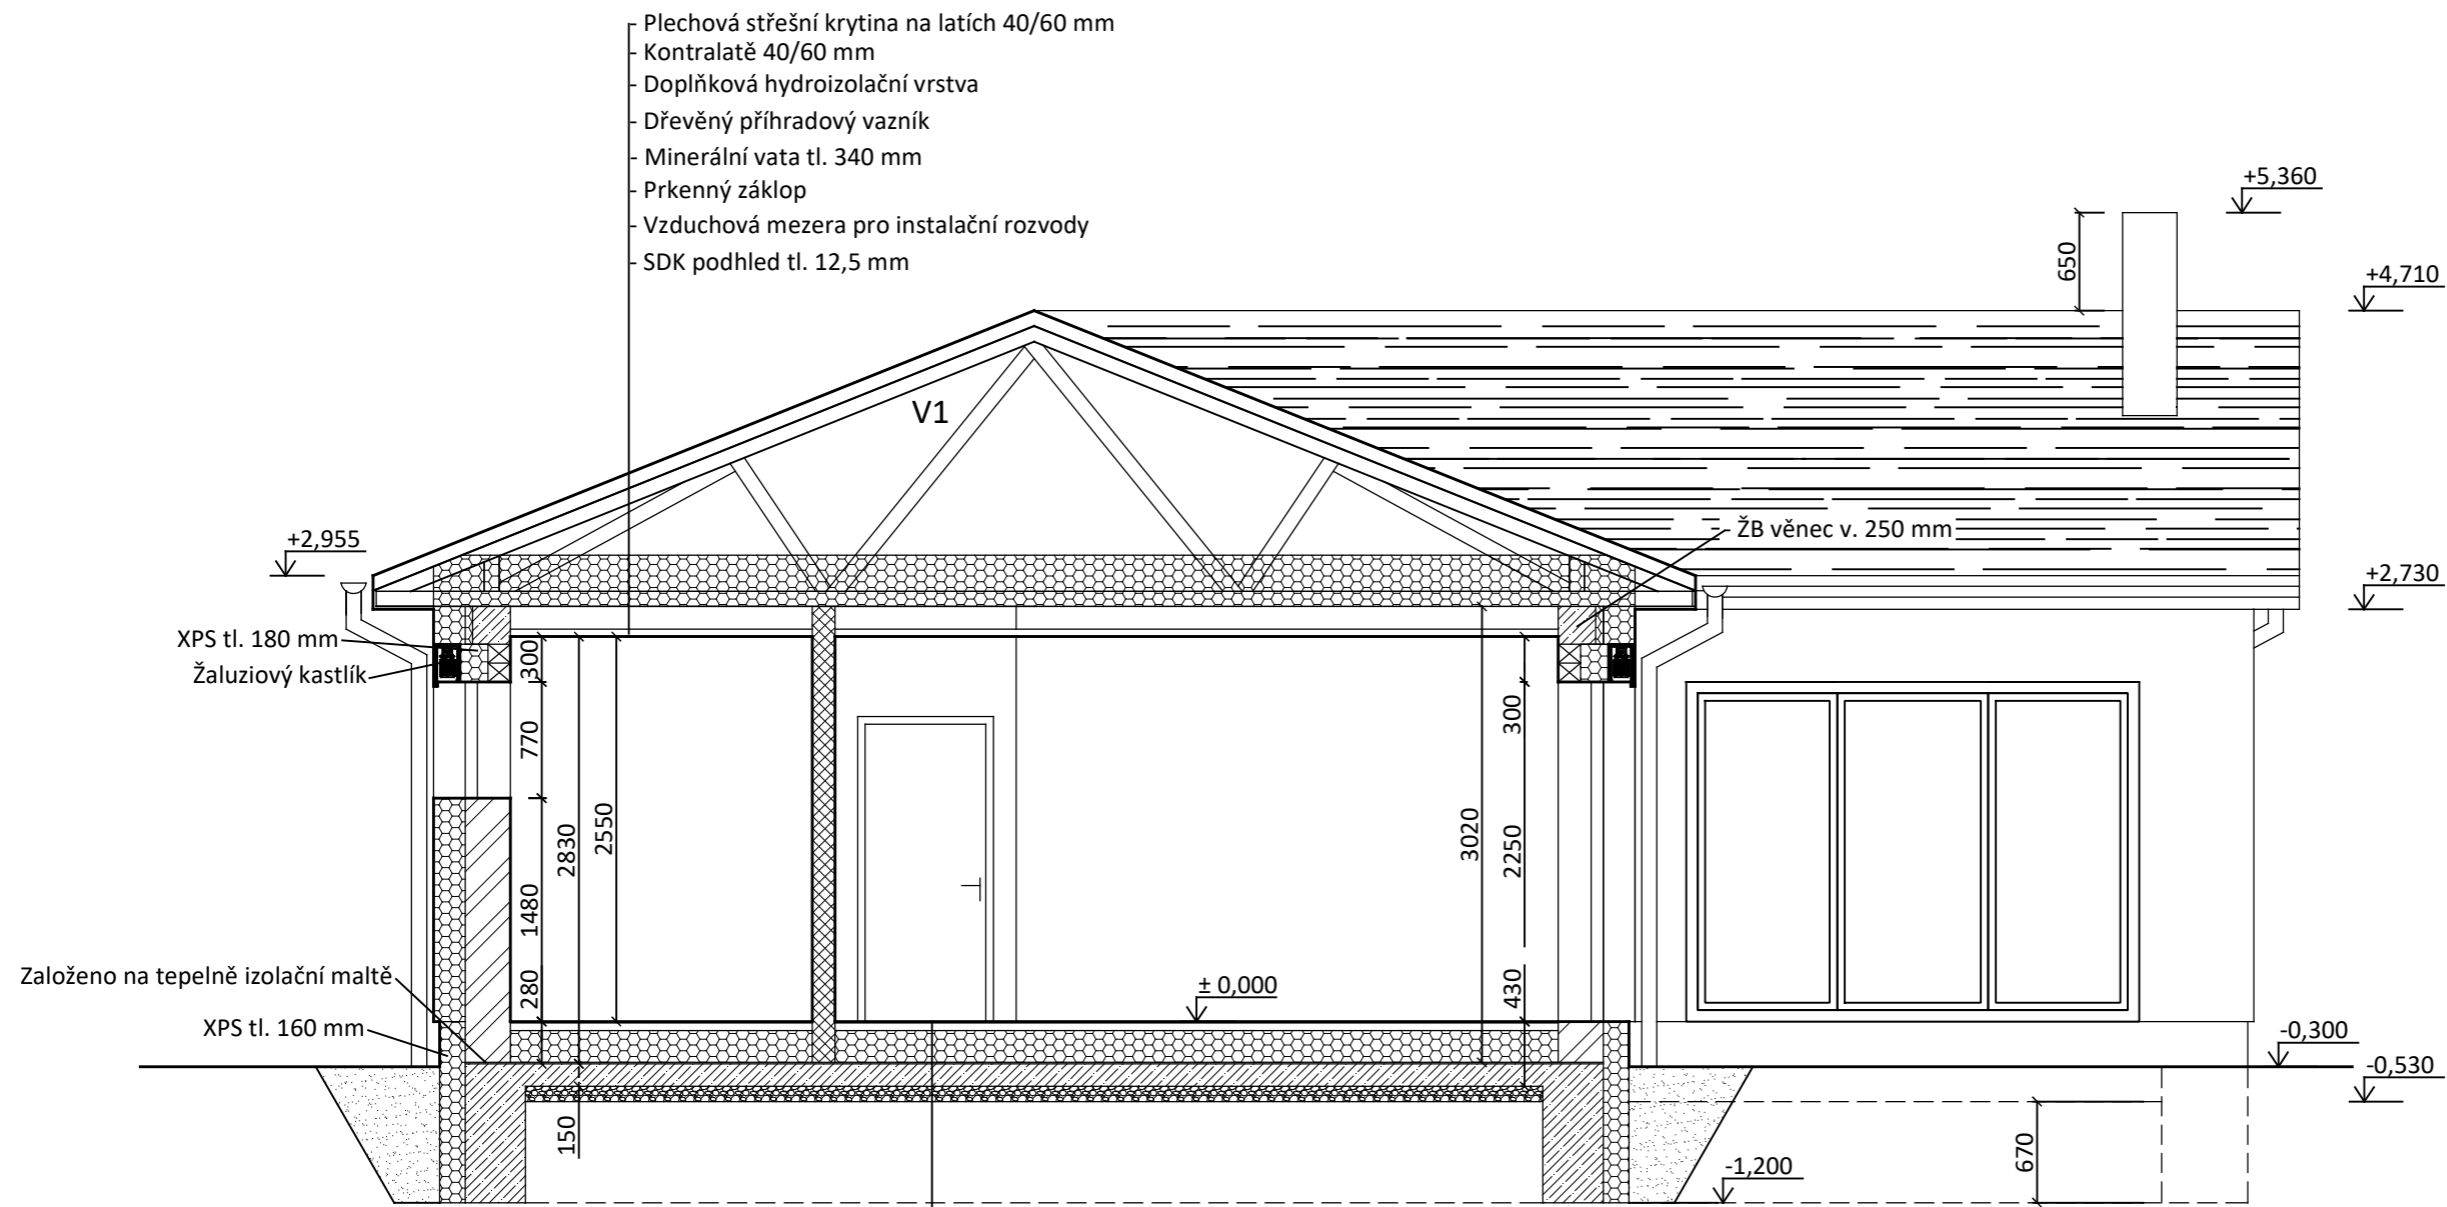 Plechová střešní krytina na latích 40/60 mm
Kontralatě 40/60 mm
Doplňková hydroizolační vrstva
Dřevěný příhradový vazník
Minerální vata tl. 340 mm
Prkenný záklop
Vzduchová mezera pro instalační rozvody
SDK podhled tl. 12,5 mm
+5,360
650
+4,710
V1
+2,955
ŽB věnec v. 250 mm
+2,730
XPS tl. 180 mm
Žaluziový kastlík
300
770
1480
280
2830
2550
150
3020
300
2250
430
Založeno na tepelně izolační maltě
XPS tl. 160 mm
± 0,000
-0,300
-0,530
-1,200
670